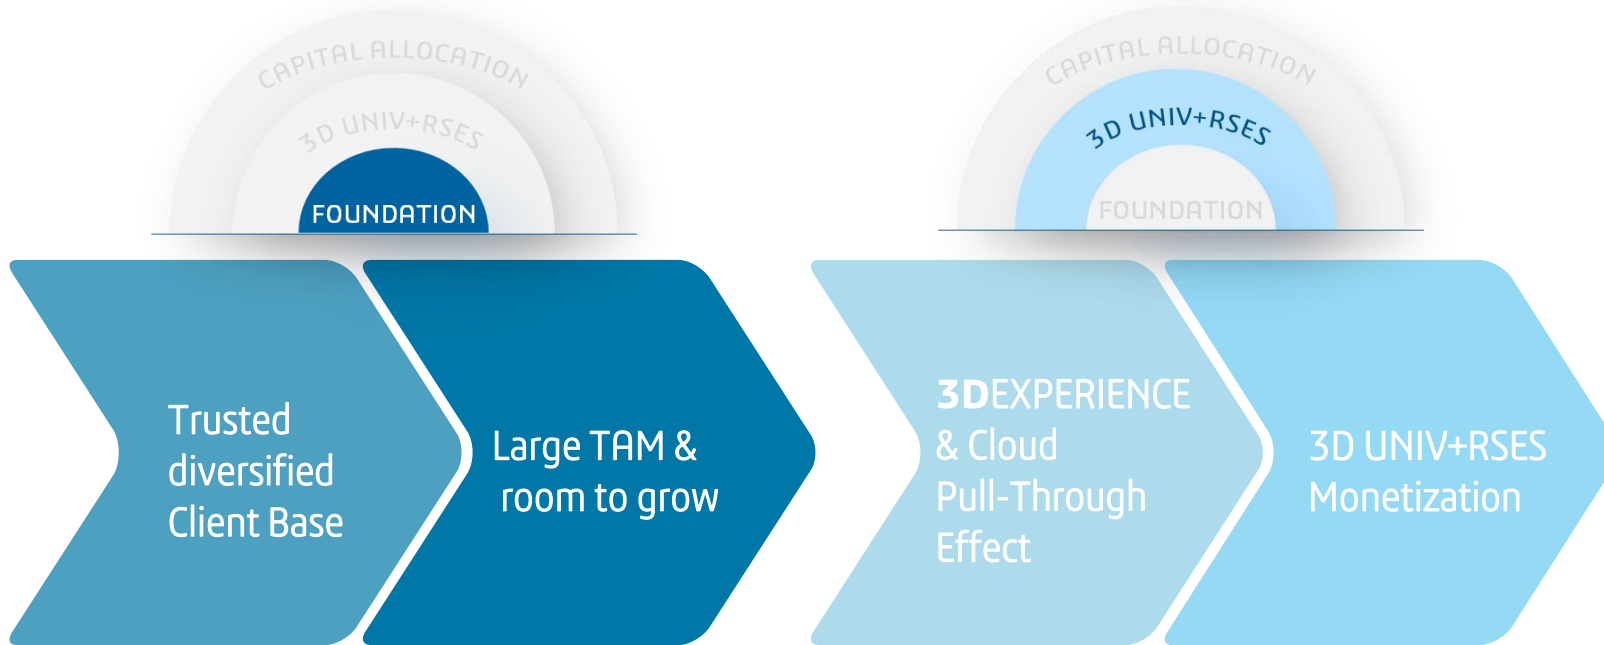 CAPITAL ALLOCATION
3D UNIV+RSES
FOUNDATION
CAPITAL ALLOCATION
3D UNIV+RSES
FOUNDATION
Trusted
diversified
Client Base
Large TAM &
room to grow
3DEXPERIENCE
& Cloud
Pull-Through
Effect
3D UNIV+RSES
Monetization